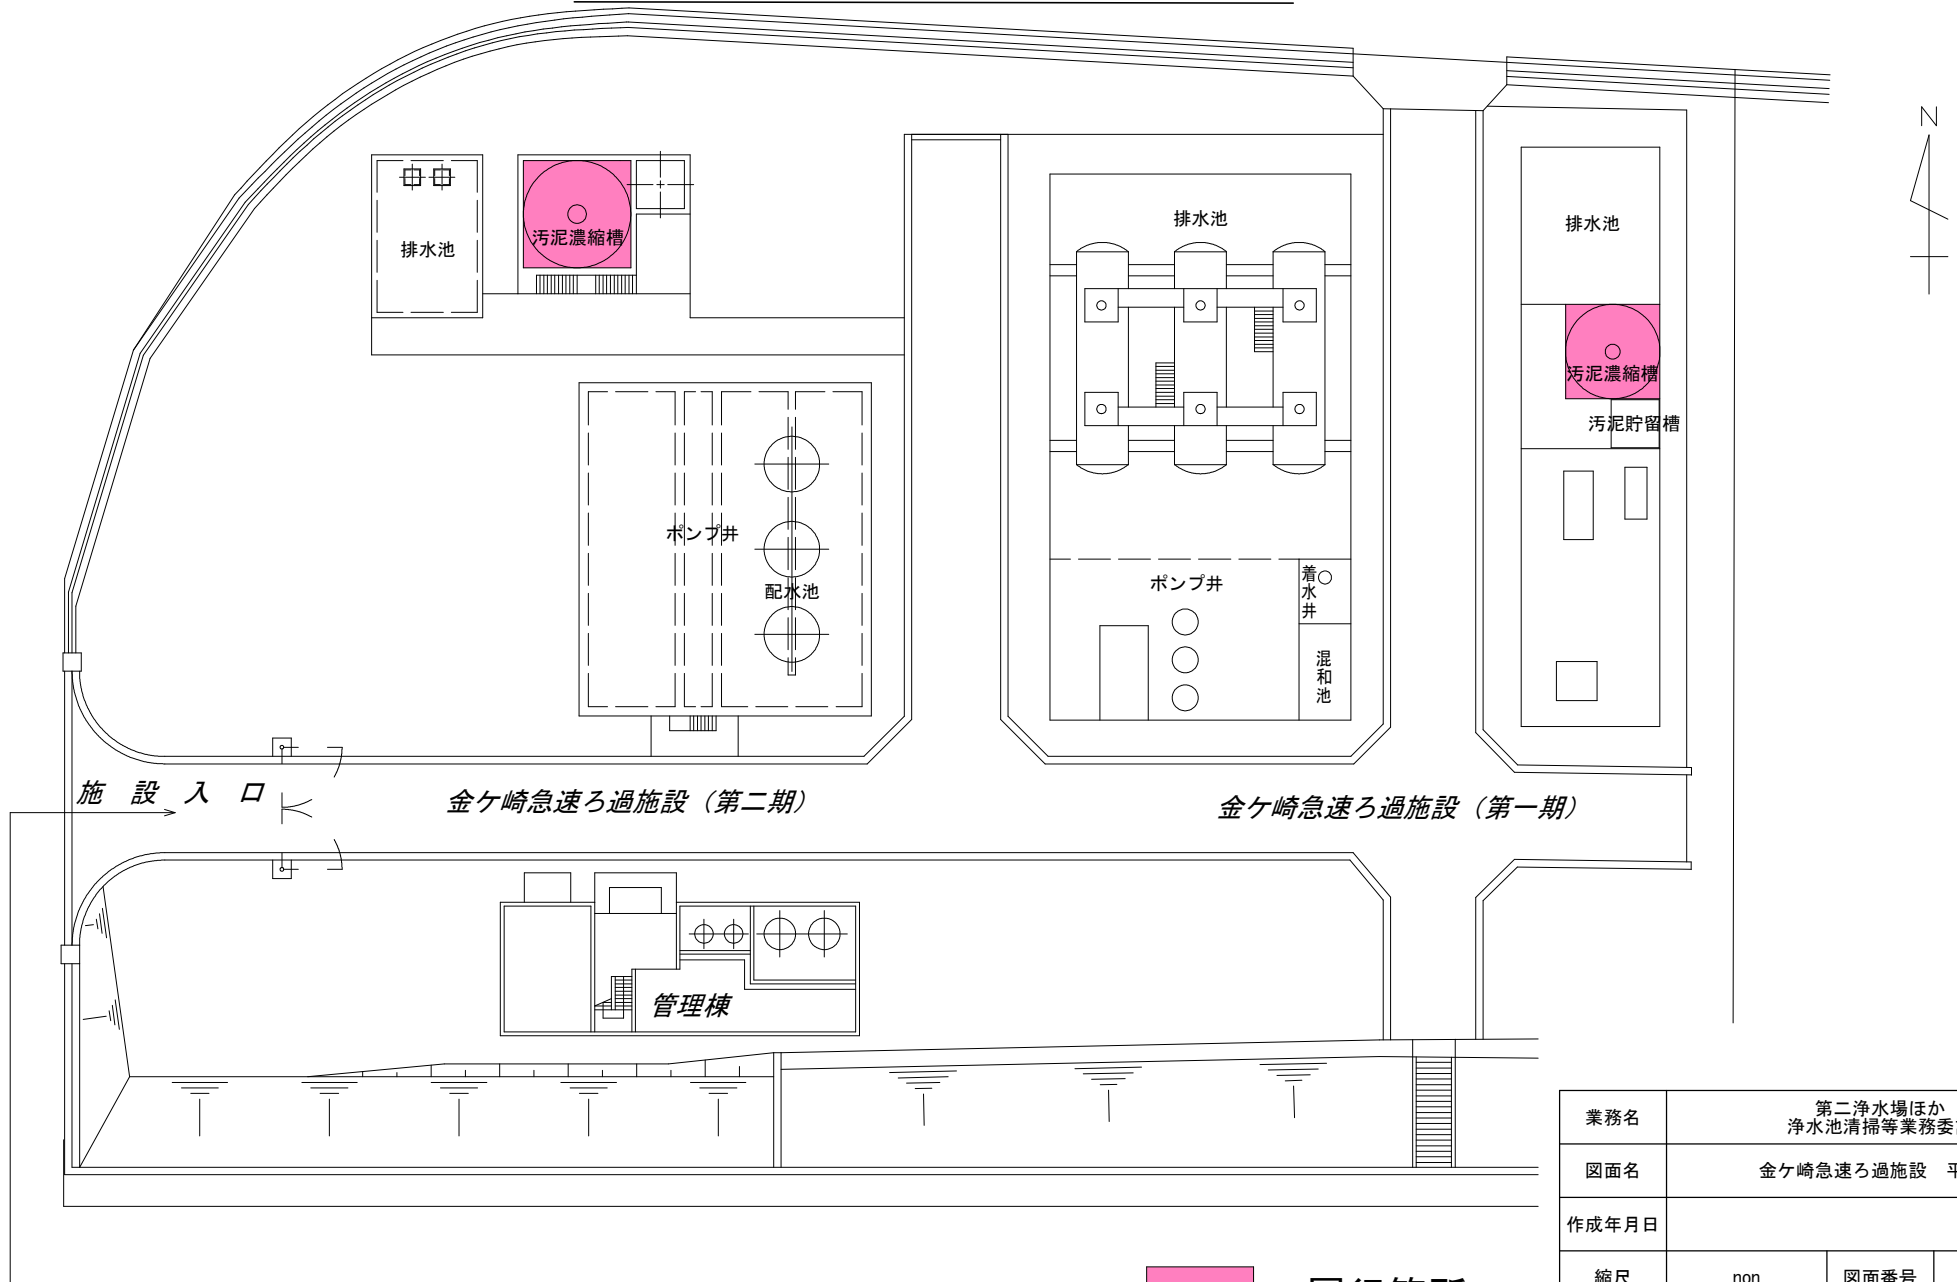 N
排水池
汚泥濃縮槽
排水池
排水池
汚泥濃縮槽
汚泥貯留槽
ポンプ井
配水池
ポンプ井
着水井
混和池
施 設 入 口
金ケ崎急速ろ過施設（第二期）
金ケ崎急速ろ過施設（第一期）
管理棟
業務名
第二浄水場ほか
浄水池清掃等業務委
図面名
金ケ崎急速ろ過施設 平
作成年月日
縮尺
non
図面番号